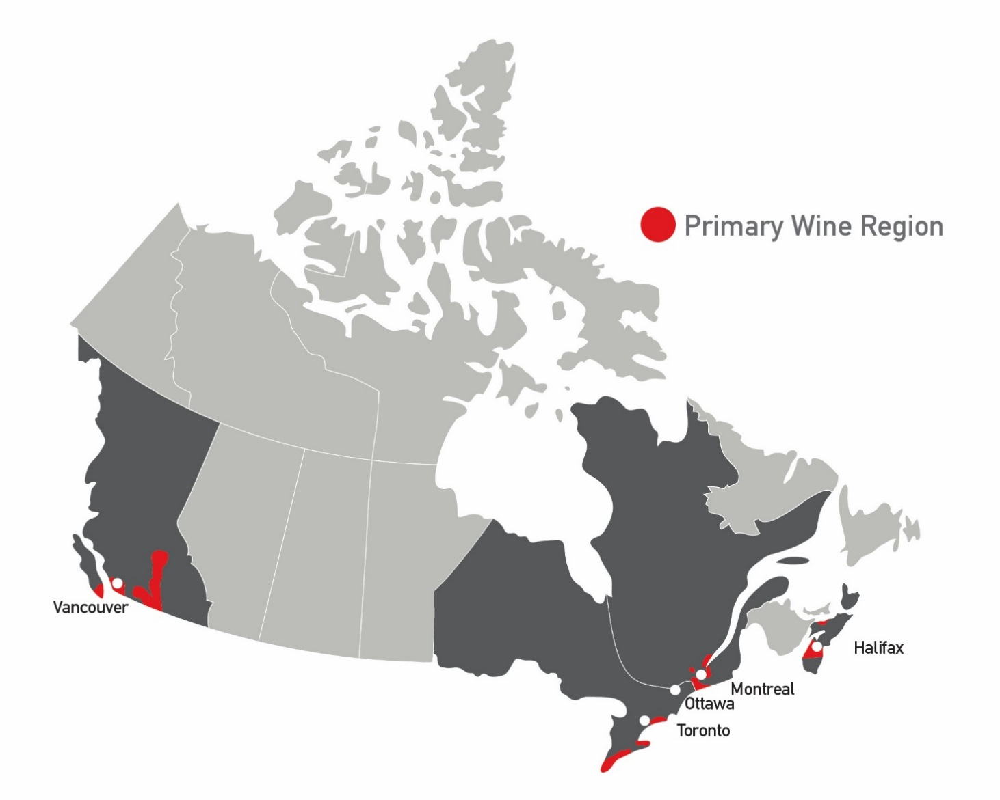 Primary Wine Region
Vancouver
Halifax
Montreal
Ottawa
Toronto